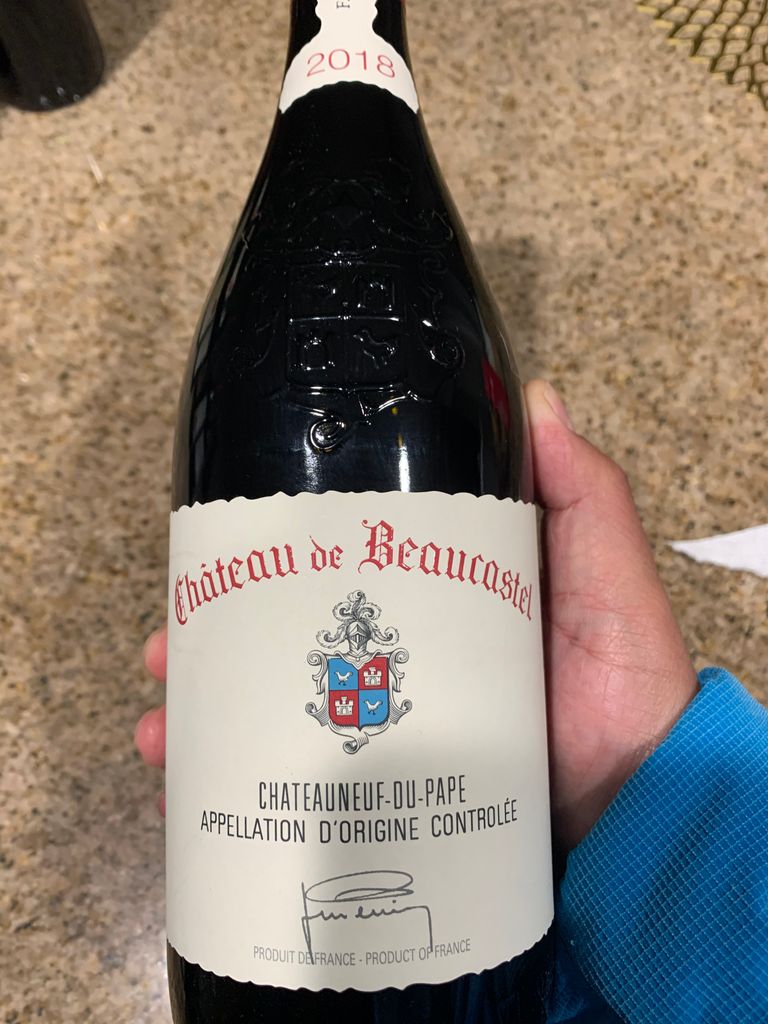 2018
Château de Beaucastel
CHATEAUNEUF-DU-PAPE
APPELLATION D'ORIGINE CONTROLÉE
PRODUIT DE FRANCE - PRODUCT OF FRANCE